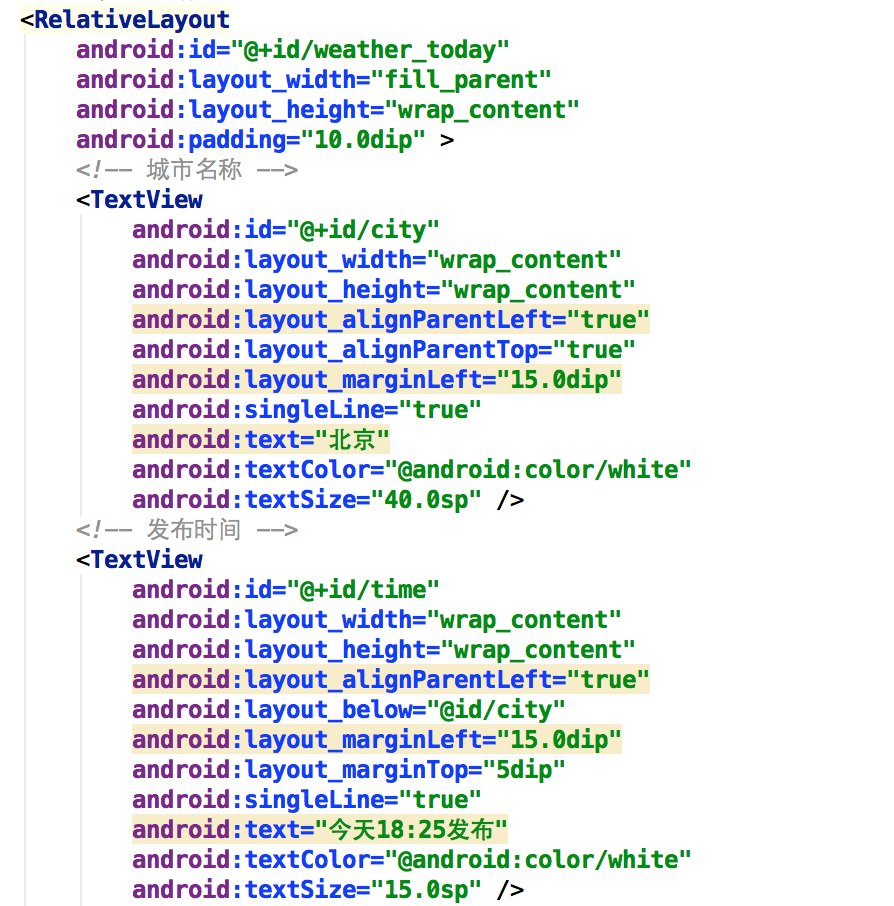 <RelativeLayout
    android:id="@+id/weather_today"
    android:layout_width="fill_parent"
    android:layout_height="wrap_content"
    android:padding="10.0dip" >
    <!-- 城市名称 -->
    <TextView
        android:id="@+id/city"
        android:layout_width="wrap_content"
        android:layout_height="wrap_content"
        android:layout_alignParentLeft="true"
        android:layout_alignParentTop="true"
        android:layout_marginLeft="15.0dip"
        android:singleLine="true"
        android:text="北京"
        android:textColor="@android:color/white"
        android:textSize="40.0sp" />
    <!-- 发布时间 -->
    <TextView
        android:id="@+id/time"
        android:layout_width="wrap_content"
        android:layout_height="wrap_content"
        android:layout_alignParentLeft="true"
        android:layout_below="@id/city"
        android:layout_marginLeft="15.0dip"
        android:layout_marginTop="5dip"
        android:singleLine="true"
        android:text="今天18:25发布"
        android:textColor="@android:color/white"
        android:textSize="15.0sp" />